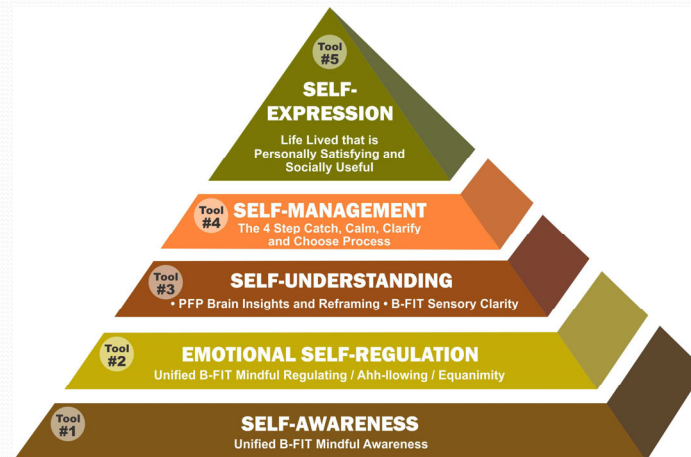 Tool
#5
SELF-
EXPRESSION
Life Lived that is
Personally Satisfying and
Socially Useful
Tool
#4
SELF-MANAGEMENT
The 4 Step Catch, Calm, Clarify
and Choose Process
Tool
#3
SELF-UNDERSTANDING
• PFP Brain Insights and Reframing • B-FIT Sensory Clarity
Tool
#2
EMOTIONAL SELF-REGULATION
Unified B-FIT Mindful Regulating / Ahh-llowing / Equanimity
Tool
#1
SELF-AWARENESS
Unified B-FIT Mindful Awareness